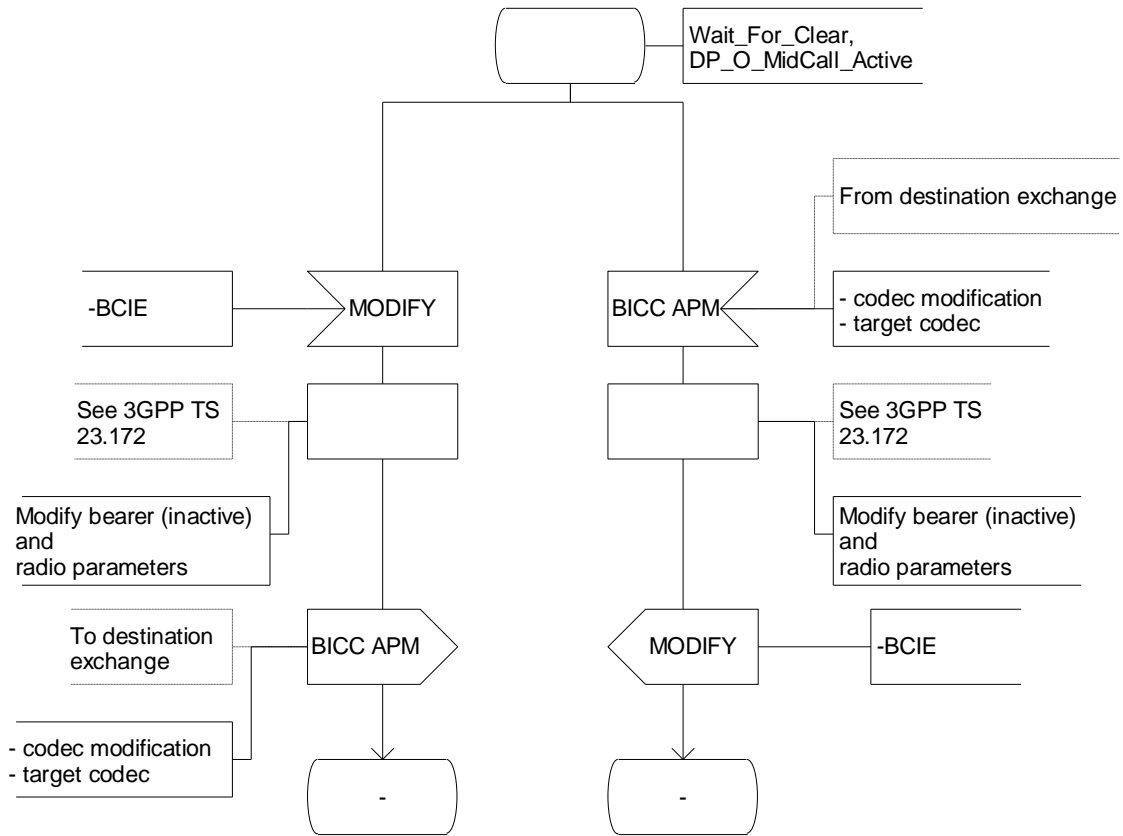 Wait_For_Clear,
DP_O_MidCall_Active
From destination exchange
-BCIE
MODIFY
BICC APM
- codec modification
- target codec
See 3GPP TS
23.172
See 3GPP TS
23.172
Modify bearer (inactive)
and
radio parameters
Modify bearer (inactive)
and
radio parameters
To destination
exchange
BICC APM
MODIFY
-BCIE
- codec modification
- target codec
-
-